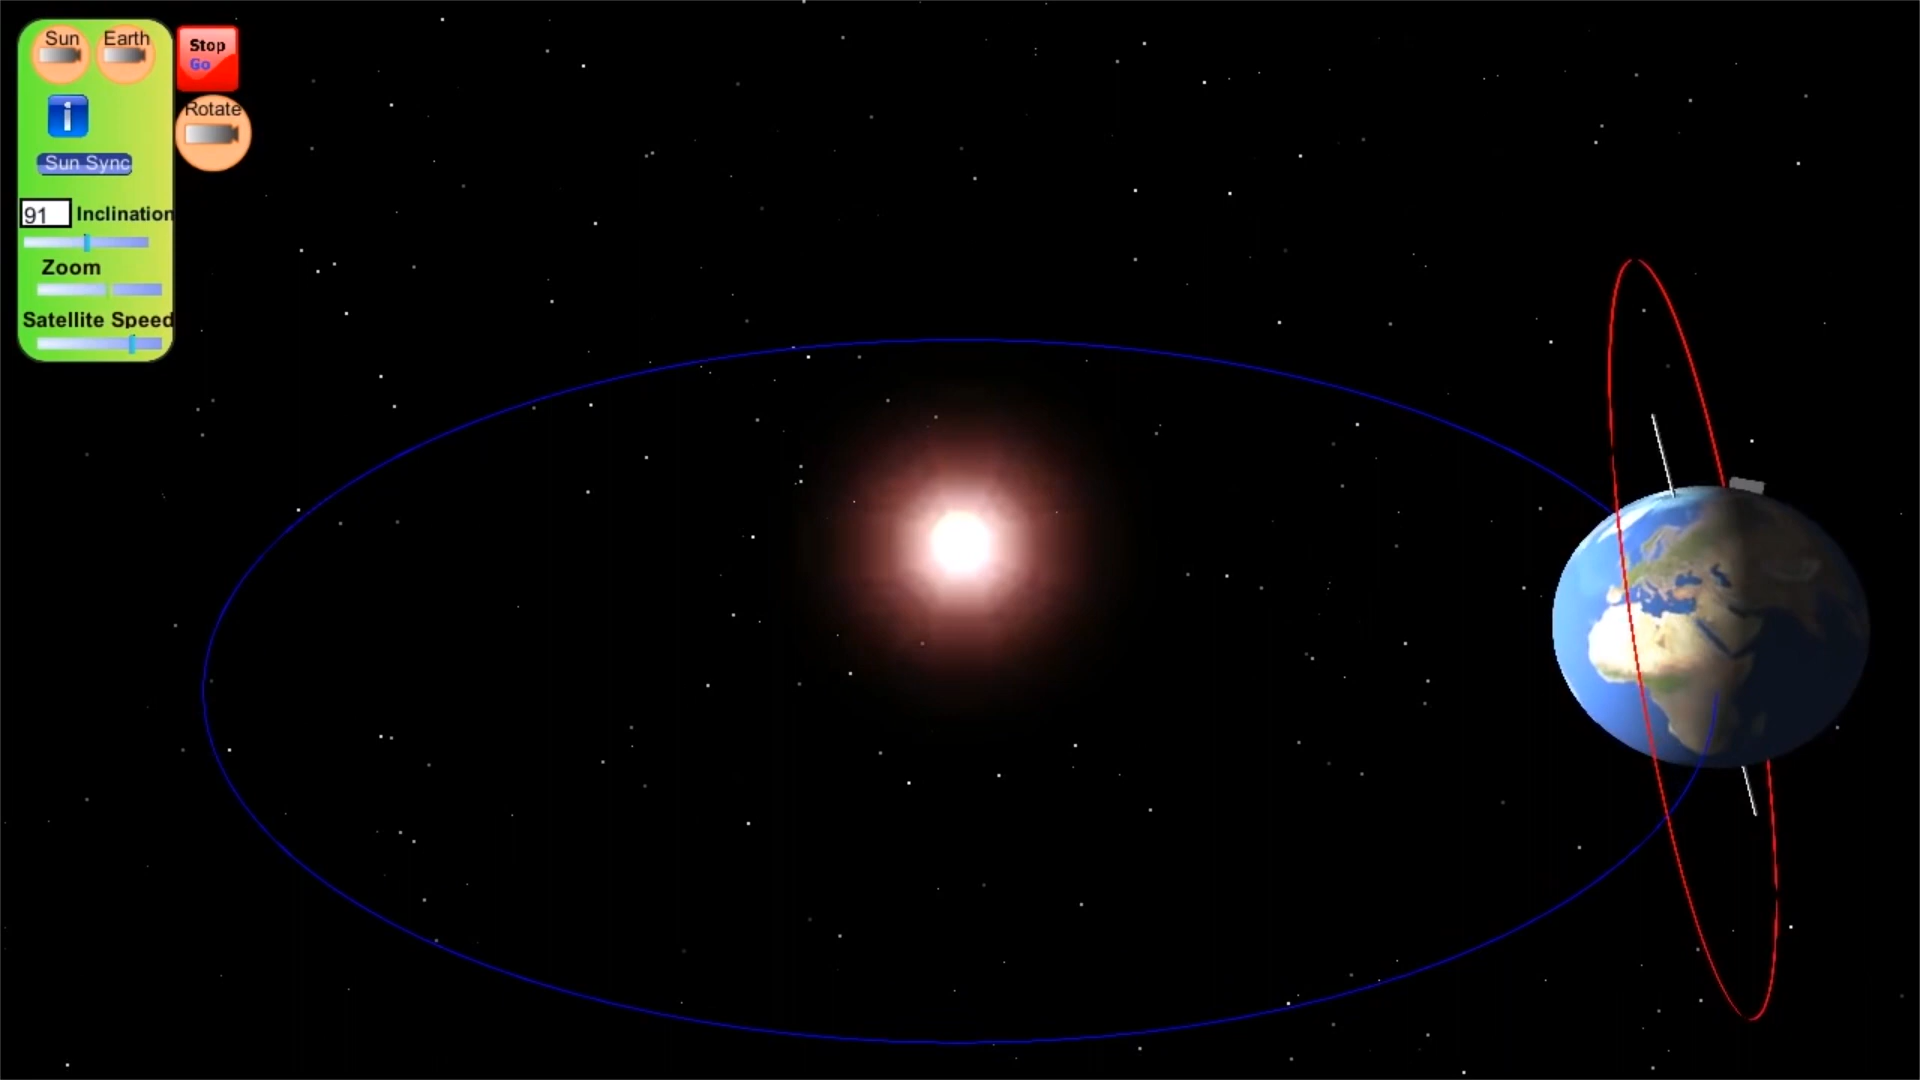 Sun Earth
Stop
Go
Rotate
i
Sun Sync
91 Inclination
Zoom
Satellite Speed